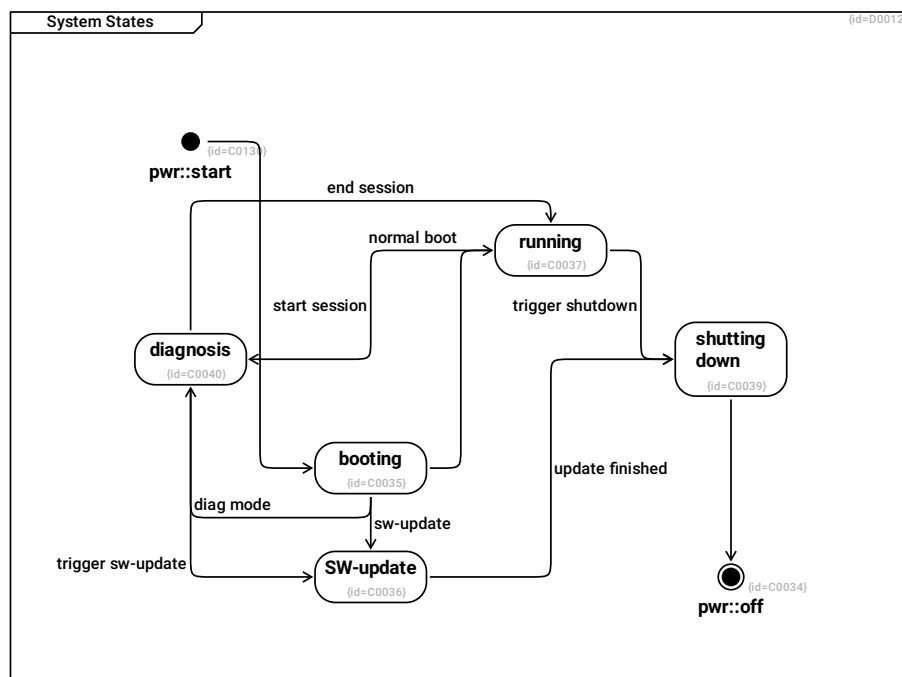 System States
{id=D0012
{id=C0130}
pwr::start
end session
normal boot
running
{id=C0037}
start session
trigger shutdown
diagnosis
{id=C0040}
shutting
down
{id=C0039}
booting
{id=C0035}
update finished
diag mode
sw-update
trigger sw-update
SW-update
{id=C0036}
{id=C0034}
pwr::off